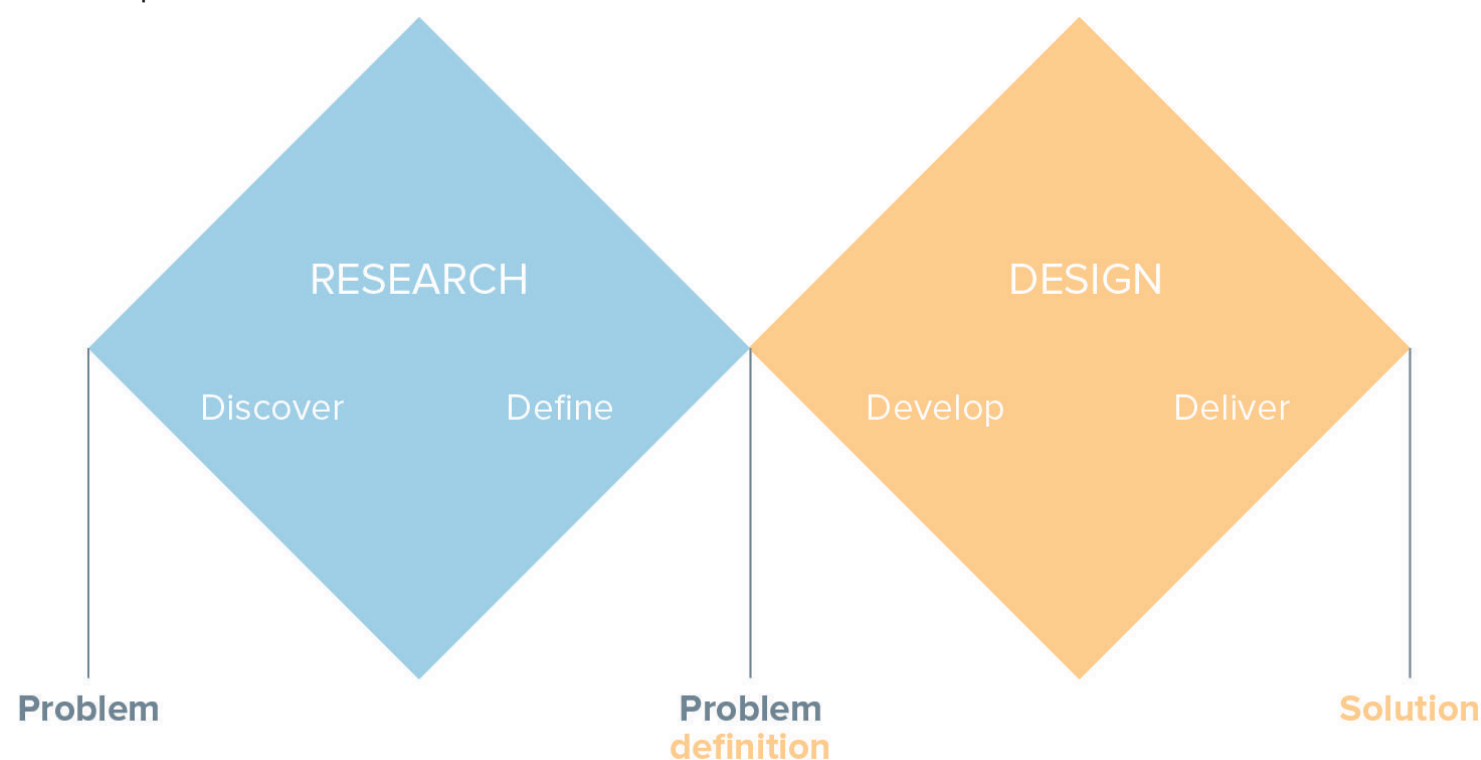 RESEARCH
DESIGN
Discover
Define
Develop
Deliver
Problem
Problem
definition
Solution